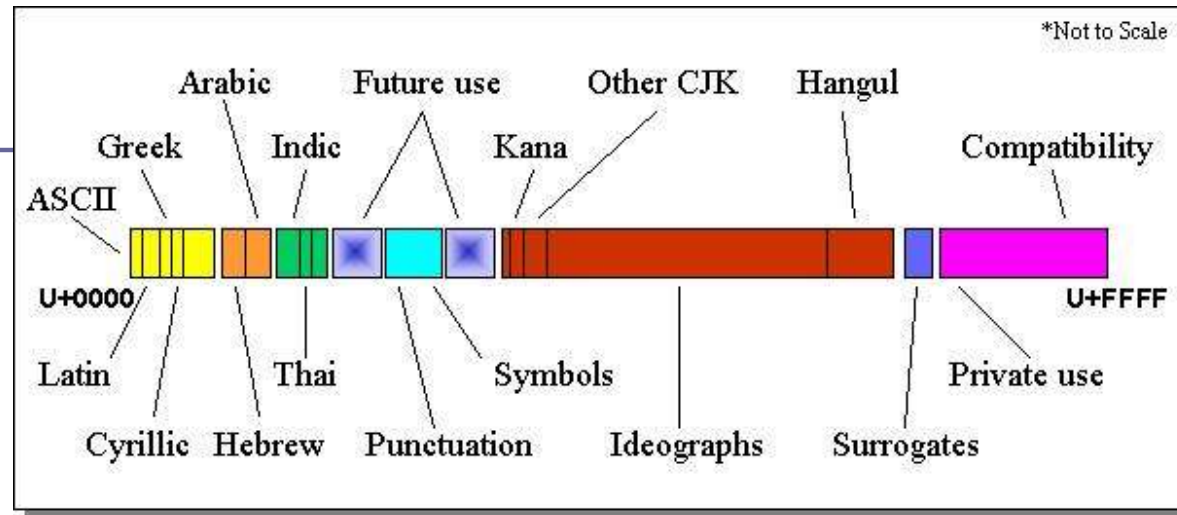 *Not to Scale
Arabic Future use Other CJK Hangul
Greek Indic Kana Compatibility
ASCII
U+0000 U+FFFF
Latin Thai Symbols Private use
Cyrillic Hebrew Punctuation Ideographs Surrogates